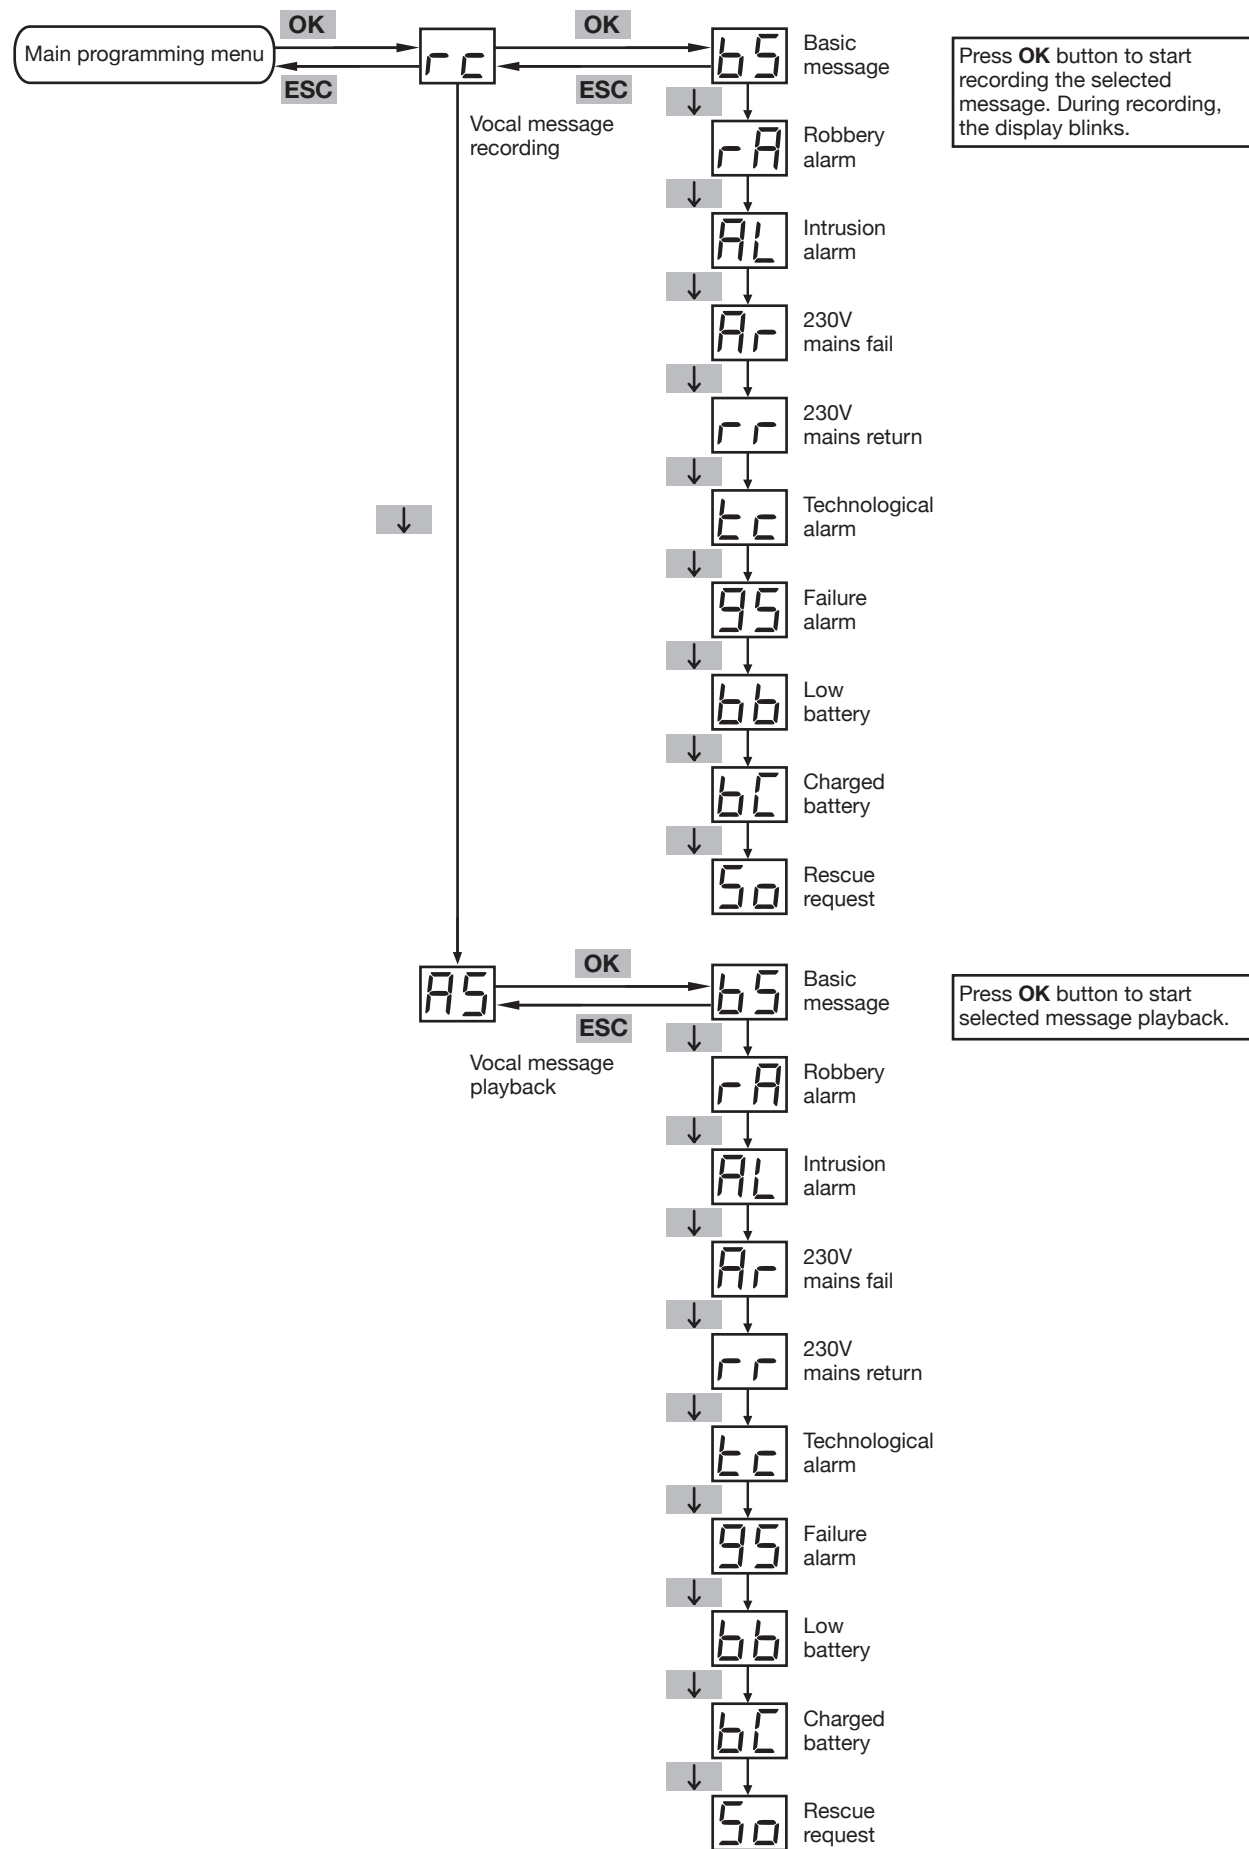 OK
OK
Main programming menu
rc
bS
Basic
message
ESC
ESC
Press OK button to start
recording the selected
message. During recording,
the display blinks.
Vocal message
recording
↓
rA
Robbery
alarm
↓
AL
Intrusion
alarm
↓
Ar
230V
mains fail
↓
rr
230V
mains return
↓
tc
Technological
alarm
↓
↓
gS
Failure
alarm
↓
bb
Low
battery
↓
bC
Charged
battery
↓
So
Rescue
request
OK
AS
bS
Basic
message
ESC
Press OK button to start
selected message playback.
Vocal message
playback
↓
rA
Robbery
alarm
↓
AL
Intrusion
alarm
↓
Ar
230V
mains fail
↓
rr
230V
mains return
↓
tc
Technological
alarm
↓
gS
Failure
alarm
↓
bb
Low
battery
↓
bC
Charged
battery
↓
So
Rescue
request